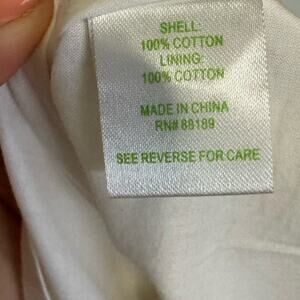 SHELL:
100% COTTON
LINING:
100% COTTON
MADE IN CHINA
RN# 88189
SEE REVERSE FOR CARE